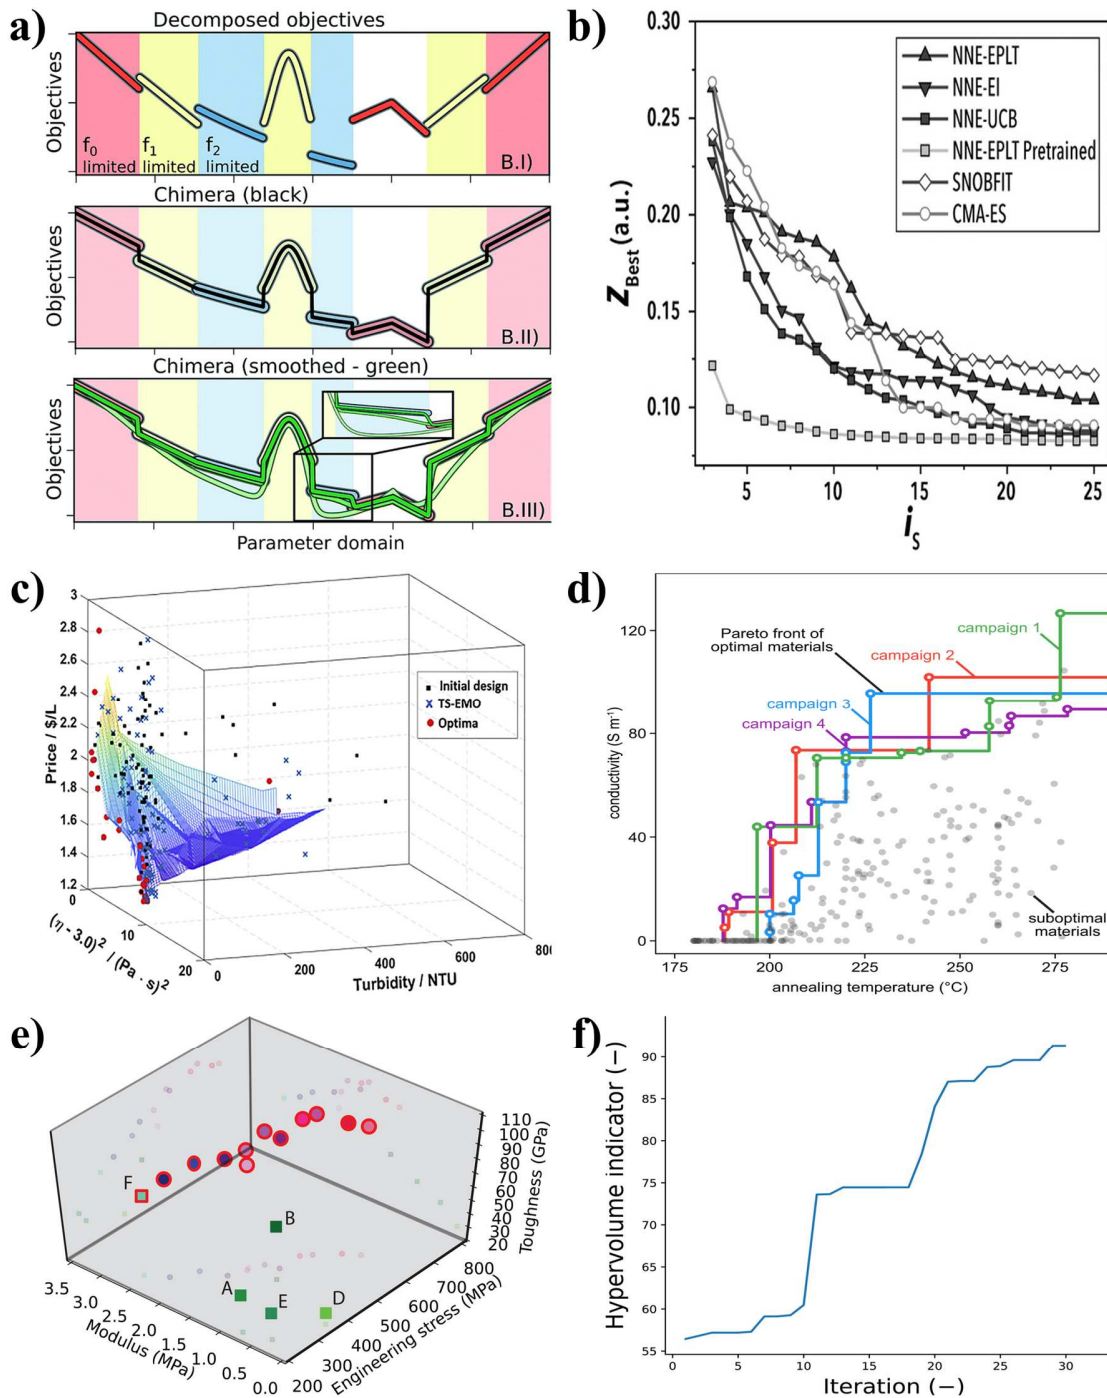 a)
Decomposed objectives
Objectives
f0 limited
f1 limited
f2 limited
B.I)
Chimera (black)
Objectives
B.II)
Chimera (smoothed - green)
Objectives
B.III)
Parameter domain
b)
ZBest (a.u.)
0.30
0.25
0.20
0.15
0.10
NNE-EPLT
NNE-EI
NNE-UCB
NNE-EPLT Pretrained
SNOBFIT
CMA-ES
5 10 15 20 25
iS
c)
Price / $/L
3
2.8
2.6
2.4
2.2
2
1.8
1.6
1.4
1.2
Initial design
TS-EMO
Optima
0
10
20
(η - 3.0)² / (Pa · s)²
0 200 400 600 800
Turbidity / NTU
d)
conductivity (S m⁻¹)
120
80
40
0
Pareto front of
optimal materials
campaign 1
campaign 2
campaign 3
campaign 4
suboptimal
materials
175 200 225 250 275
annealing temperature (°C)
e)
F
B
A
E
D
110
100
90
80
70
60
50
40
30
20
Toughness (GPa)
3.5
3.0
2.5
2.0
1.5
1.0
0.5
0.0
Modulus (MPa)
200
300
400
500
600
700
800
Engineering stress (MPa)
f)
Hypervolume indicator (−)
90
85
80
75
70
65
60
55
0 5 10 15 20 25 30
Iteration (−)